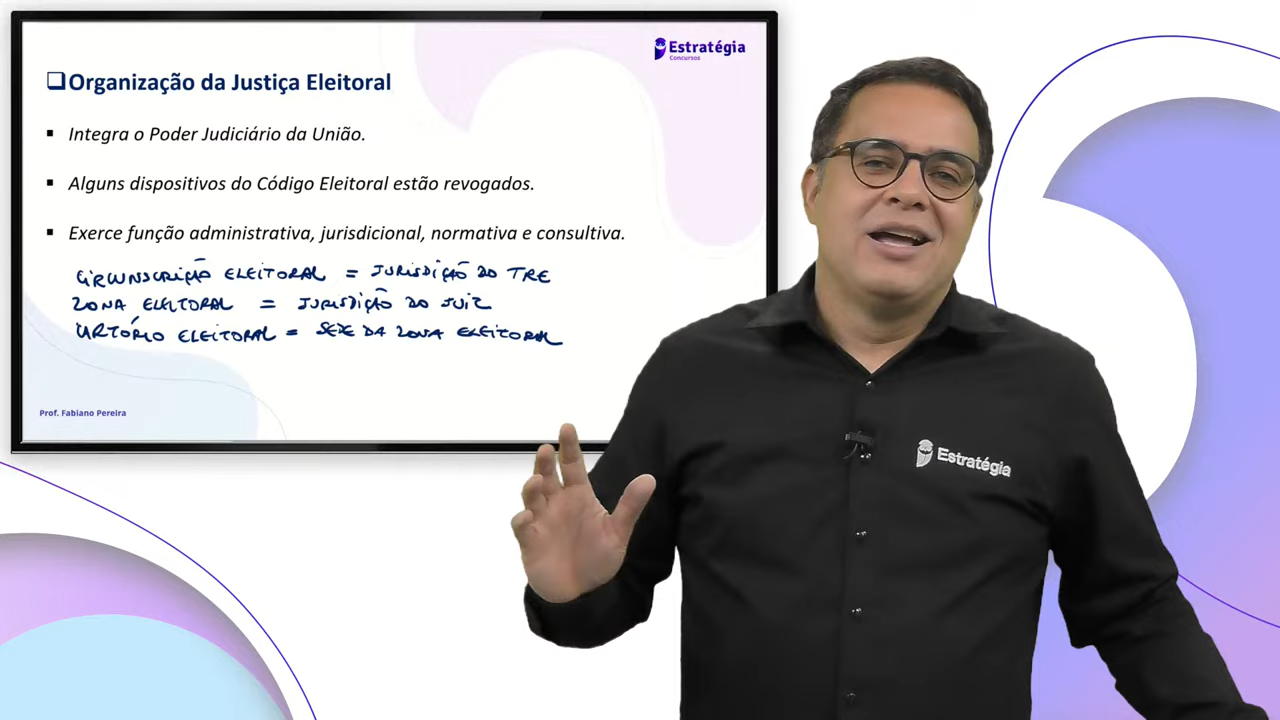 Estratégia
Concursos
Organização da Justiça Eleitoral
Integra o Poder Judiciário da União.
Alguns dispositivos do Código Eleitoral estão revogados.
Exerce função administrativa, jurisdicional, normativa e consultiva.
CIRCUNSCRIÇÃO ELEITORAL = JURISDIÇÃO DO TRE
ZONA ELEITORAL = JURISDIÇÃO DO JUIZ
CARTÓRIO ELEITORAL = SEDE DA ZONA ELEITORAL
Prof. Fabiano Pereira
Estratégia